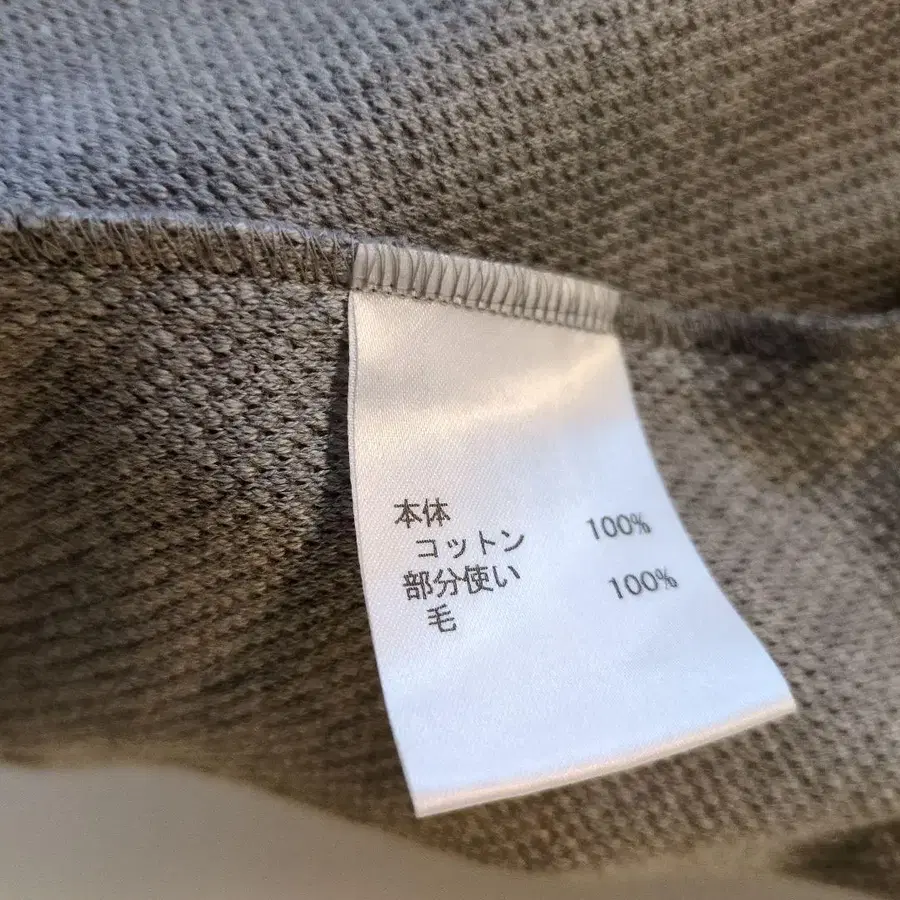 本体
コットン 100%
部分使い
毛 100%